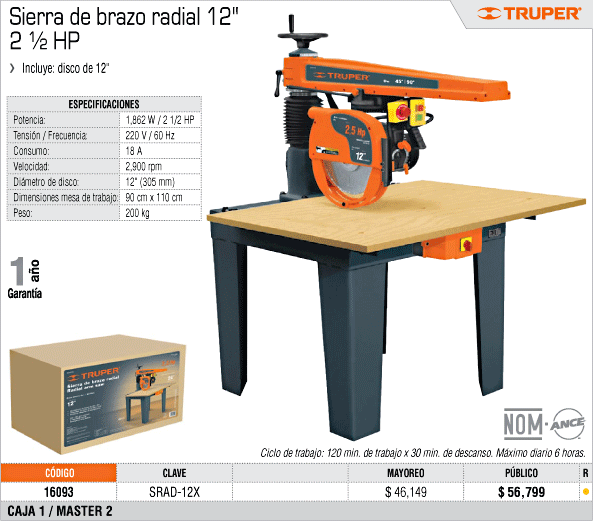 Sierra de brazo radial 12"
2 ½ HP
TRUPER®
❯ Incluye: disco de 12"
ESPECIFICACIONES
Potencia: 1,862 W / 2 1/2 HP
Tensión / Frecuencia: 220 V / 60 Hz
Consumo: 18 A
Velocidad: 2,900 rpm
Diámetro de disco: 12" (305 mm)
Dimensiones mesa de trabajo: 90 cm x 110 cm
Peso: 200 kg
TRUPER
45° 90°
2.5 Hp
12"
1 año
Garantía
TRUPER
Sierra de brazo radial
Radial arm saw
12"
NOM-ANCE
Ciclo de trabajo: 120 min. de trabajo x 30 min. de descanso. Máximo diario 6 horas.
CÓDIGO CLAVE MAYOREO PÚBLICO R
16093 SRAD-12X $ 46,149 $ 56,799
CAJA 1 / MASTER 2